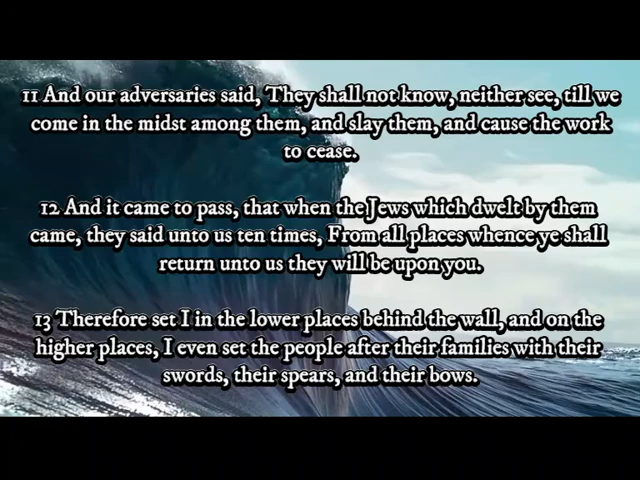 11 And our adversaries said, They shall not know, neither see, till we
come in the midst among them, and slay them, and cause the work
to cease.
12 And it came to pass, that when the Jews which dwelt by them
came, they said unto us ten times, From all places whence ye shall
return unto us they will be upon you.
13 Therefore set I in the lower places behind the wall, and on the
higher places, I even set the people after their families with their
swords, their spears, and their bows.